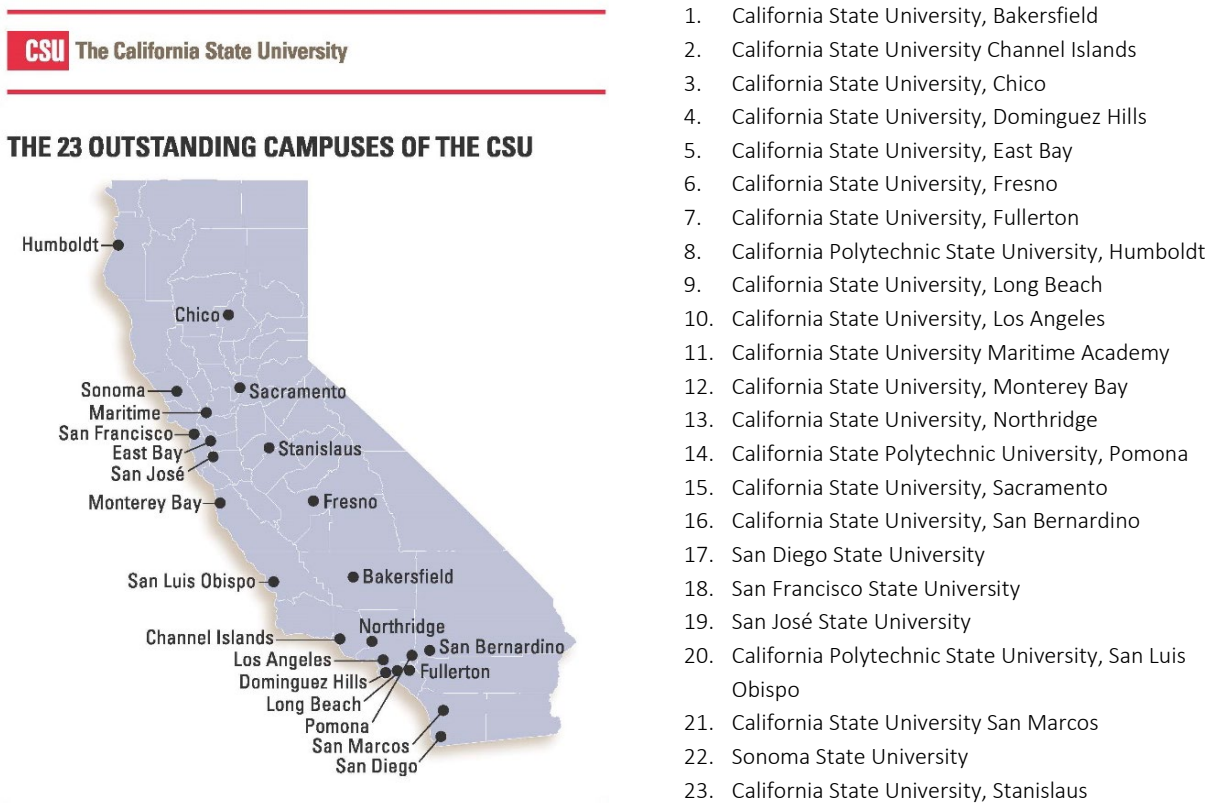 CSU The California State University
THE 23 OUTSTANDING CAMPUSES OF THE CSU
Humboldt
Chico
Sonoma
Sacramento
Maritime
San Francisco
East Bay
Stanislaus
San José
Monterey Bay
Fresno
San Luis Obispo
Bakersfield
Channel Islands
Northridge
San Bernardino
Los Angeles
Fullerton
Dominguez Hills
Long Beach
Pomona
San Marcos
San Diego
1. California State University, Bakersfield
2. California State University Channel Islands
3. California State University, Chico
4. California State University, Dominguez Hills
5. California State University, East Bay
6. California State University, Fresno
7. California State University, Fullerton
8. California Polytechnic State University, Humboldt
9. California State University, Long Beach
10. California State University, Los Angeles
11. California State University Maritime Academy
12. California State University, Monterey Bay
13. California State University, Northridge
14. California State Polytechnic University, Pomona
15. California State University, Sacramento
16. California State University, San Bernardino
17. San Diego State University
18. San Francisco State University
19. San José State University
20. California Polytechnic State University, San Luis
Obispo
21. California State University San Marcos
22. Sonoma State University
23. California State University, Stanislaus